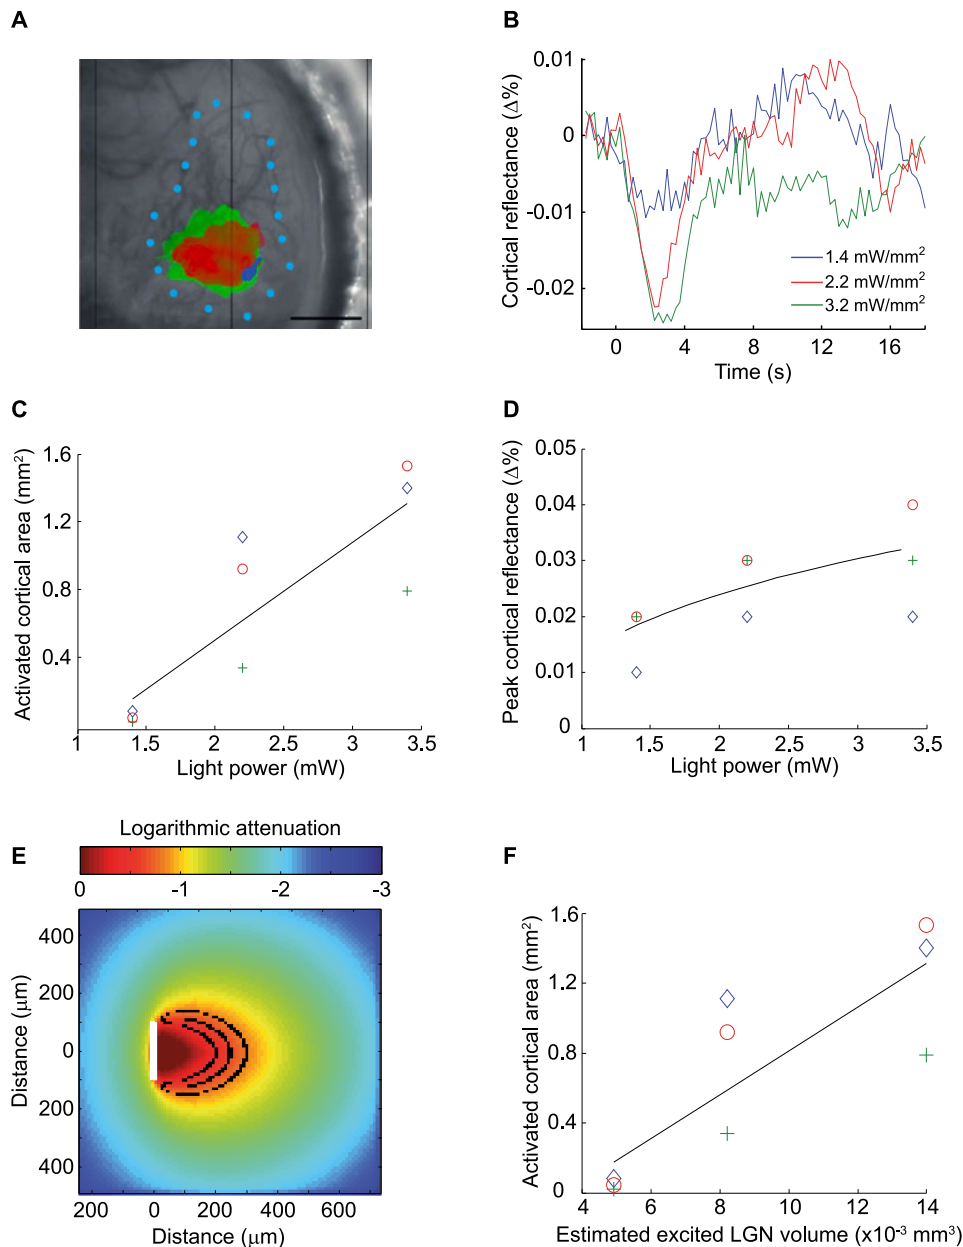 A
B
Cortical reflectance (Δ%)
0.01
0
-0.01
-0.02
1.4 mW/mm²
2.2 mW/mm²
3.2 mW/mm²
0 4 8 12 16
Time (s)
C
Activated cortical area (mm²)
1.6
1.2
0.8
0.4
1 1.5 2 2.5 3 3.5
Light power (mW)
D
Peak cortical reflectance (Δ%)
0.05
0.04
0.03
0.02
0.01
0
1 1.5 2 2.5 3 3.5
Light power (mW)
E
Logarithmic attenuation
0 -1 -2 -3
Distance (μm)
400
200
0
200
400
200 0 200 400 600
Distance (μm)
F
Activated cortical area (mm²)
1.6
1.2
0.8
0.4
0
4 6 8 10 12 14
Estimated excited LGN volume (x10⁻³ mm³)